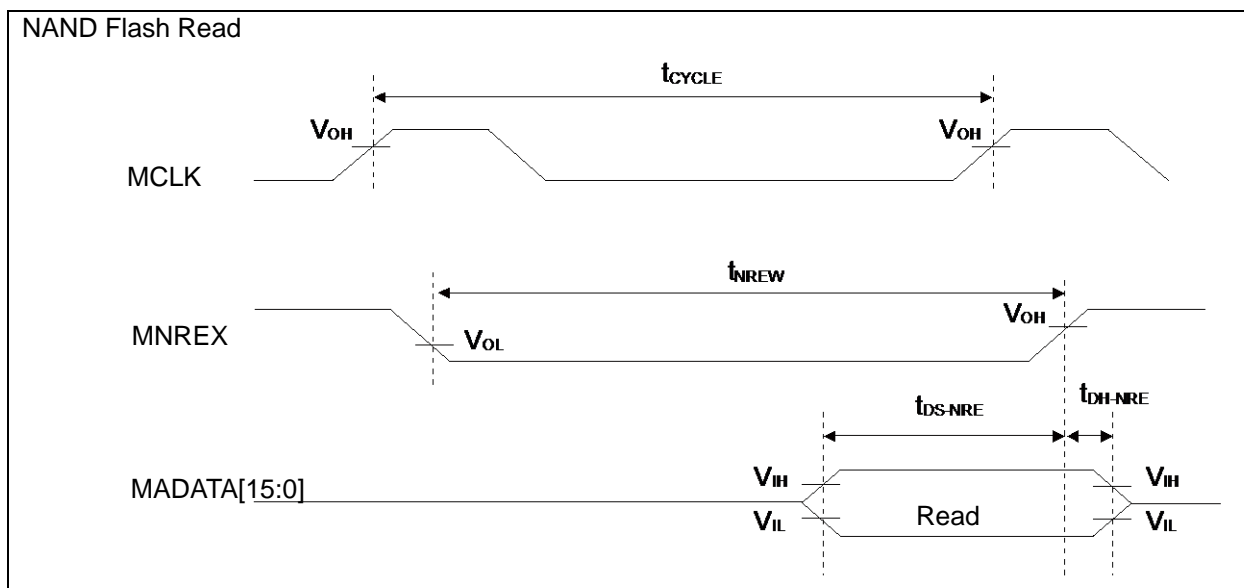 NAND Flash Read
tCYCLE
VOH
VOH
MCLK
tNREW
VOH
MNREX
VOL
tDS-NRE
tDH-NRE
VIH
VIH
MADATA[15:0]
Read
VIL
VIL